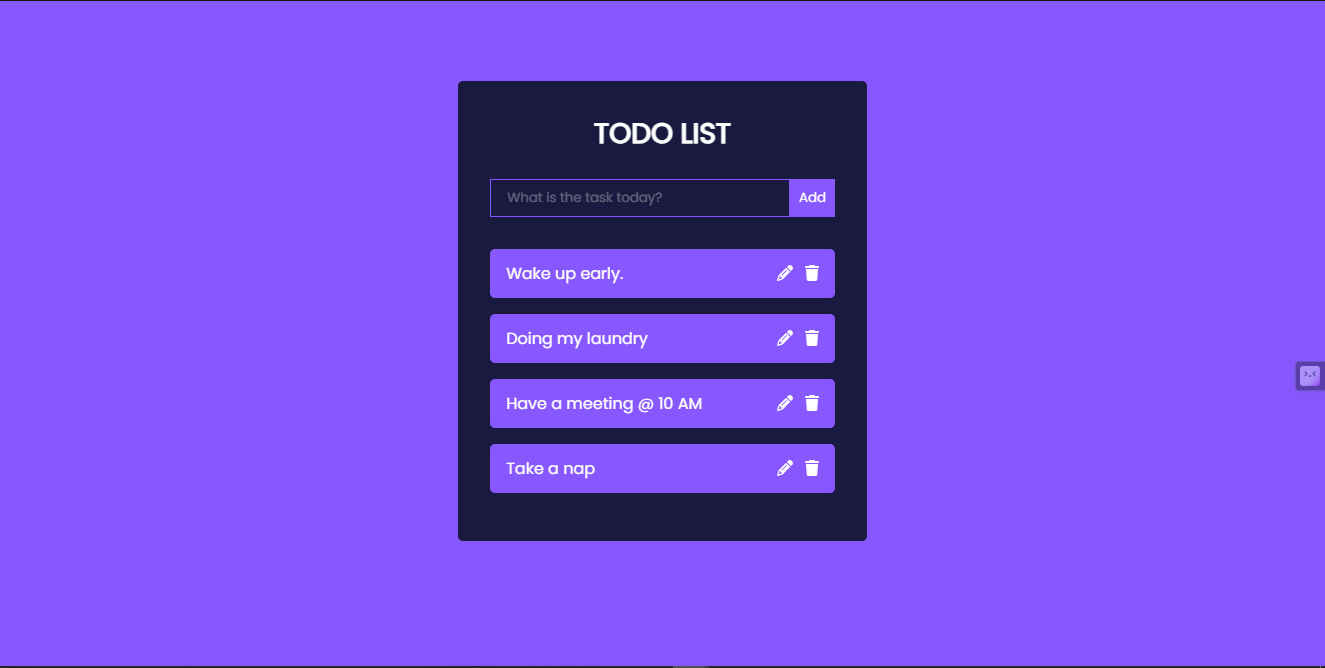 TODO LIST
What is the task today?
Add
Wake up early.
Doing my laundry
Have a meeting @ 10 AM
Take a nap